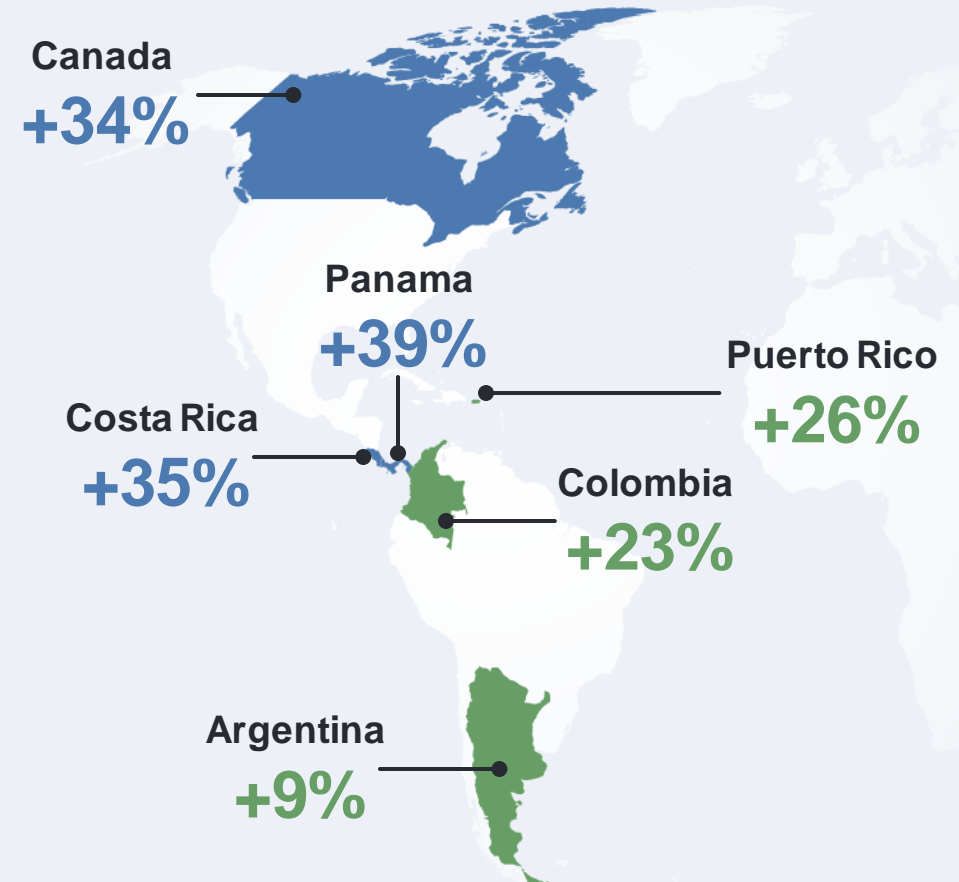 Canada
+34%
Panama
+39%
Puerto Rico
+26%
Costa Rica
+35%
Colombia
+23%
Argentina
+9%